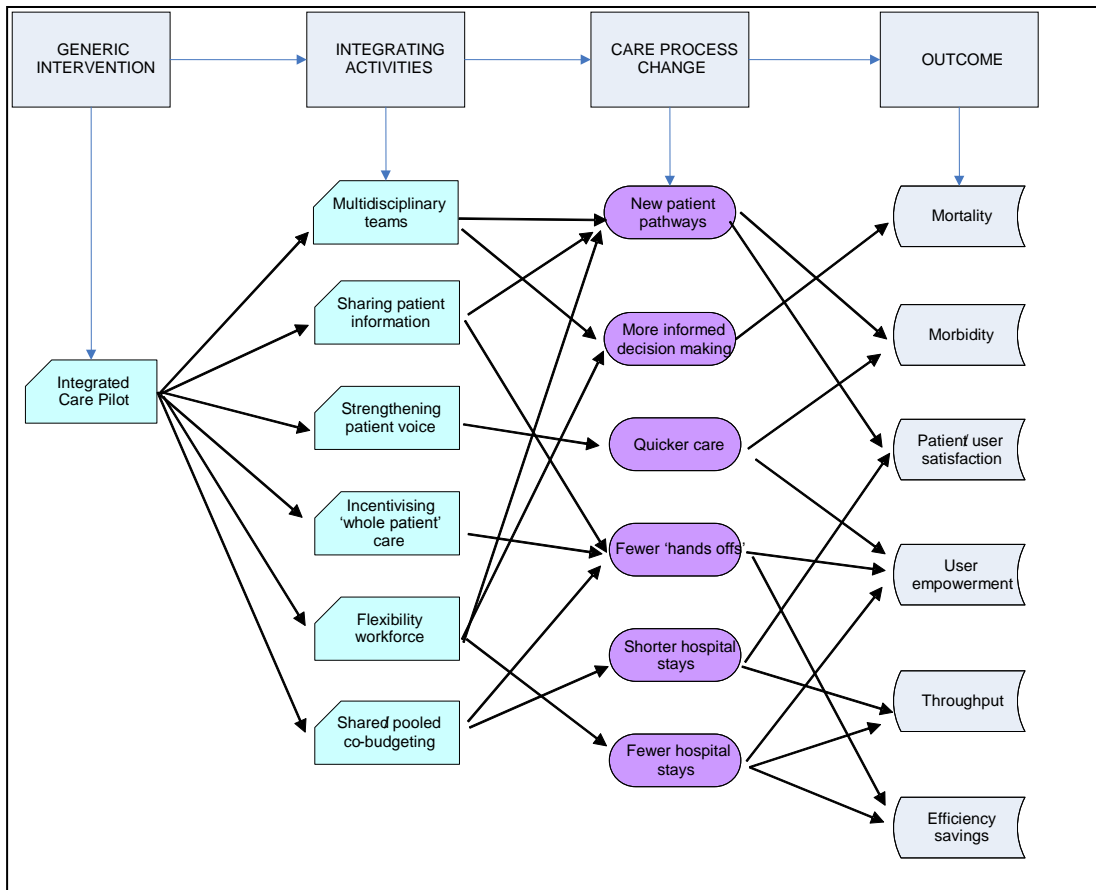 GENERIC
INTERVENTION
INTEGRATING
ACTIVITIES
CARE PROCESS
CHANGE
OUTCOME
Integrated
Care Pilot
Multidisciplinary
teams
Sharing patient
information
Strengthening
patient voice
Incentivising
‘whole patient’
care
Flexibility
workforce
Shared/pooled
co-budgeting
New patient
pathways
More informed
decision making
Quicker care
Fewer ‘hands offs’
Shorter hospital
stays
Fewer hospital
stays
Mortality
Morbidity
Patient/user
satisfaction
User
empowerment
Throughput
Efficiency
savings